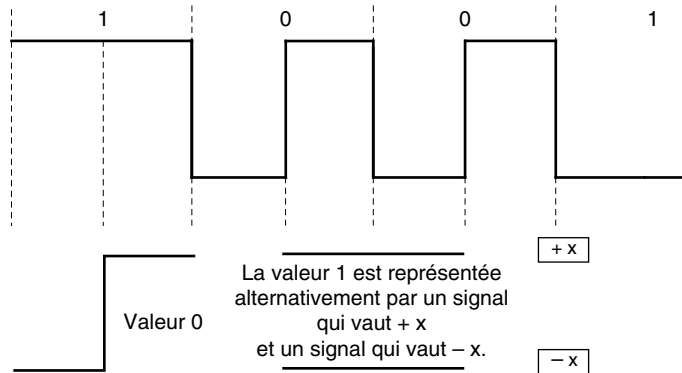 1 0 0 1
+ x
La valeur 1 est représentée
alternativement par un signal
Valeur 0 qui vaut + x
et un signal qui vaut – x.
– x